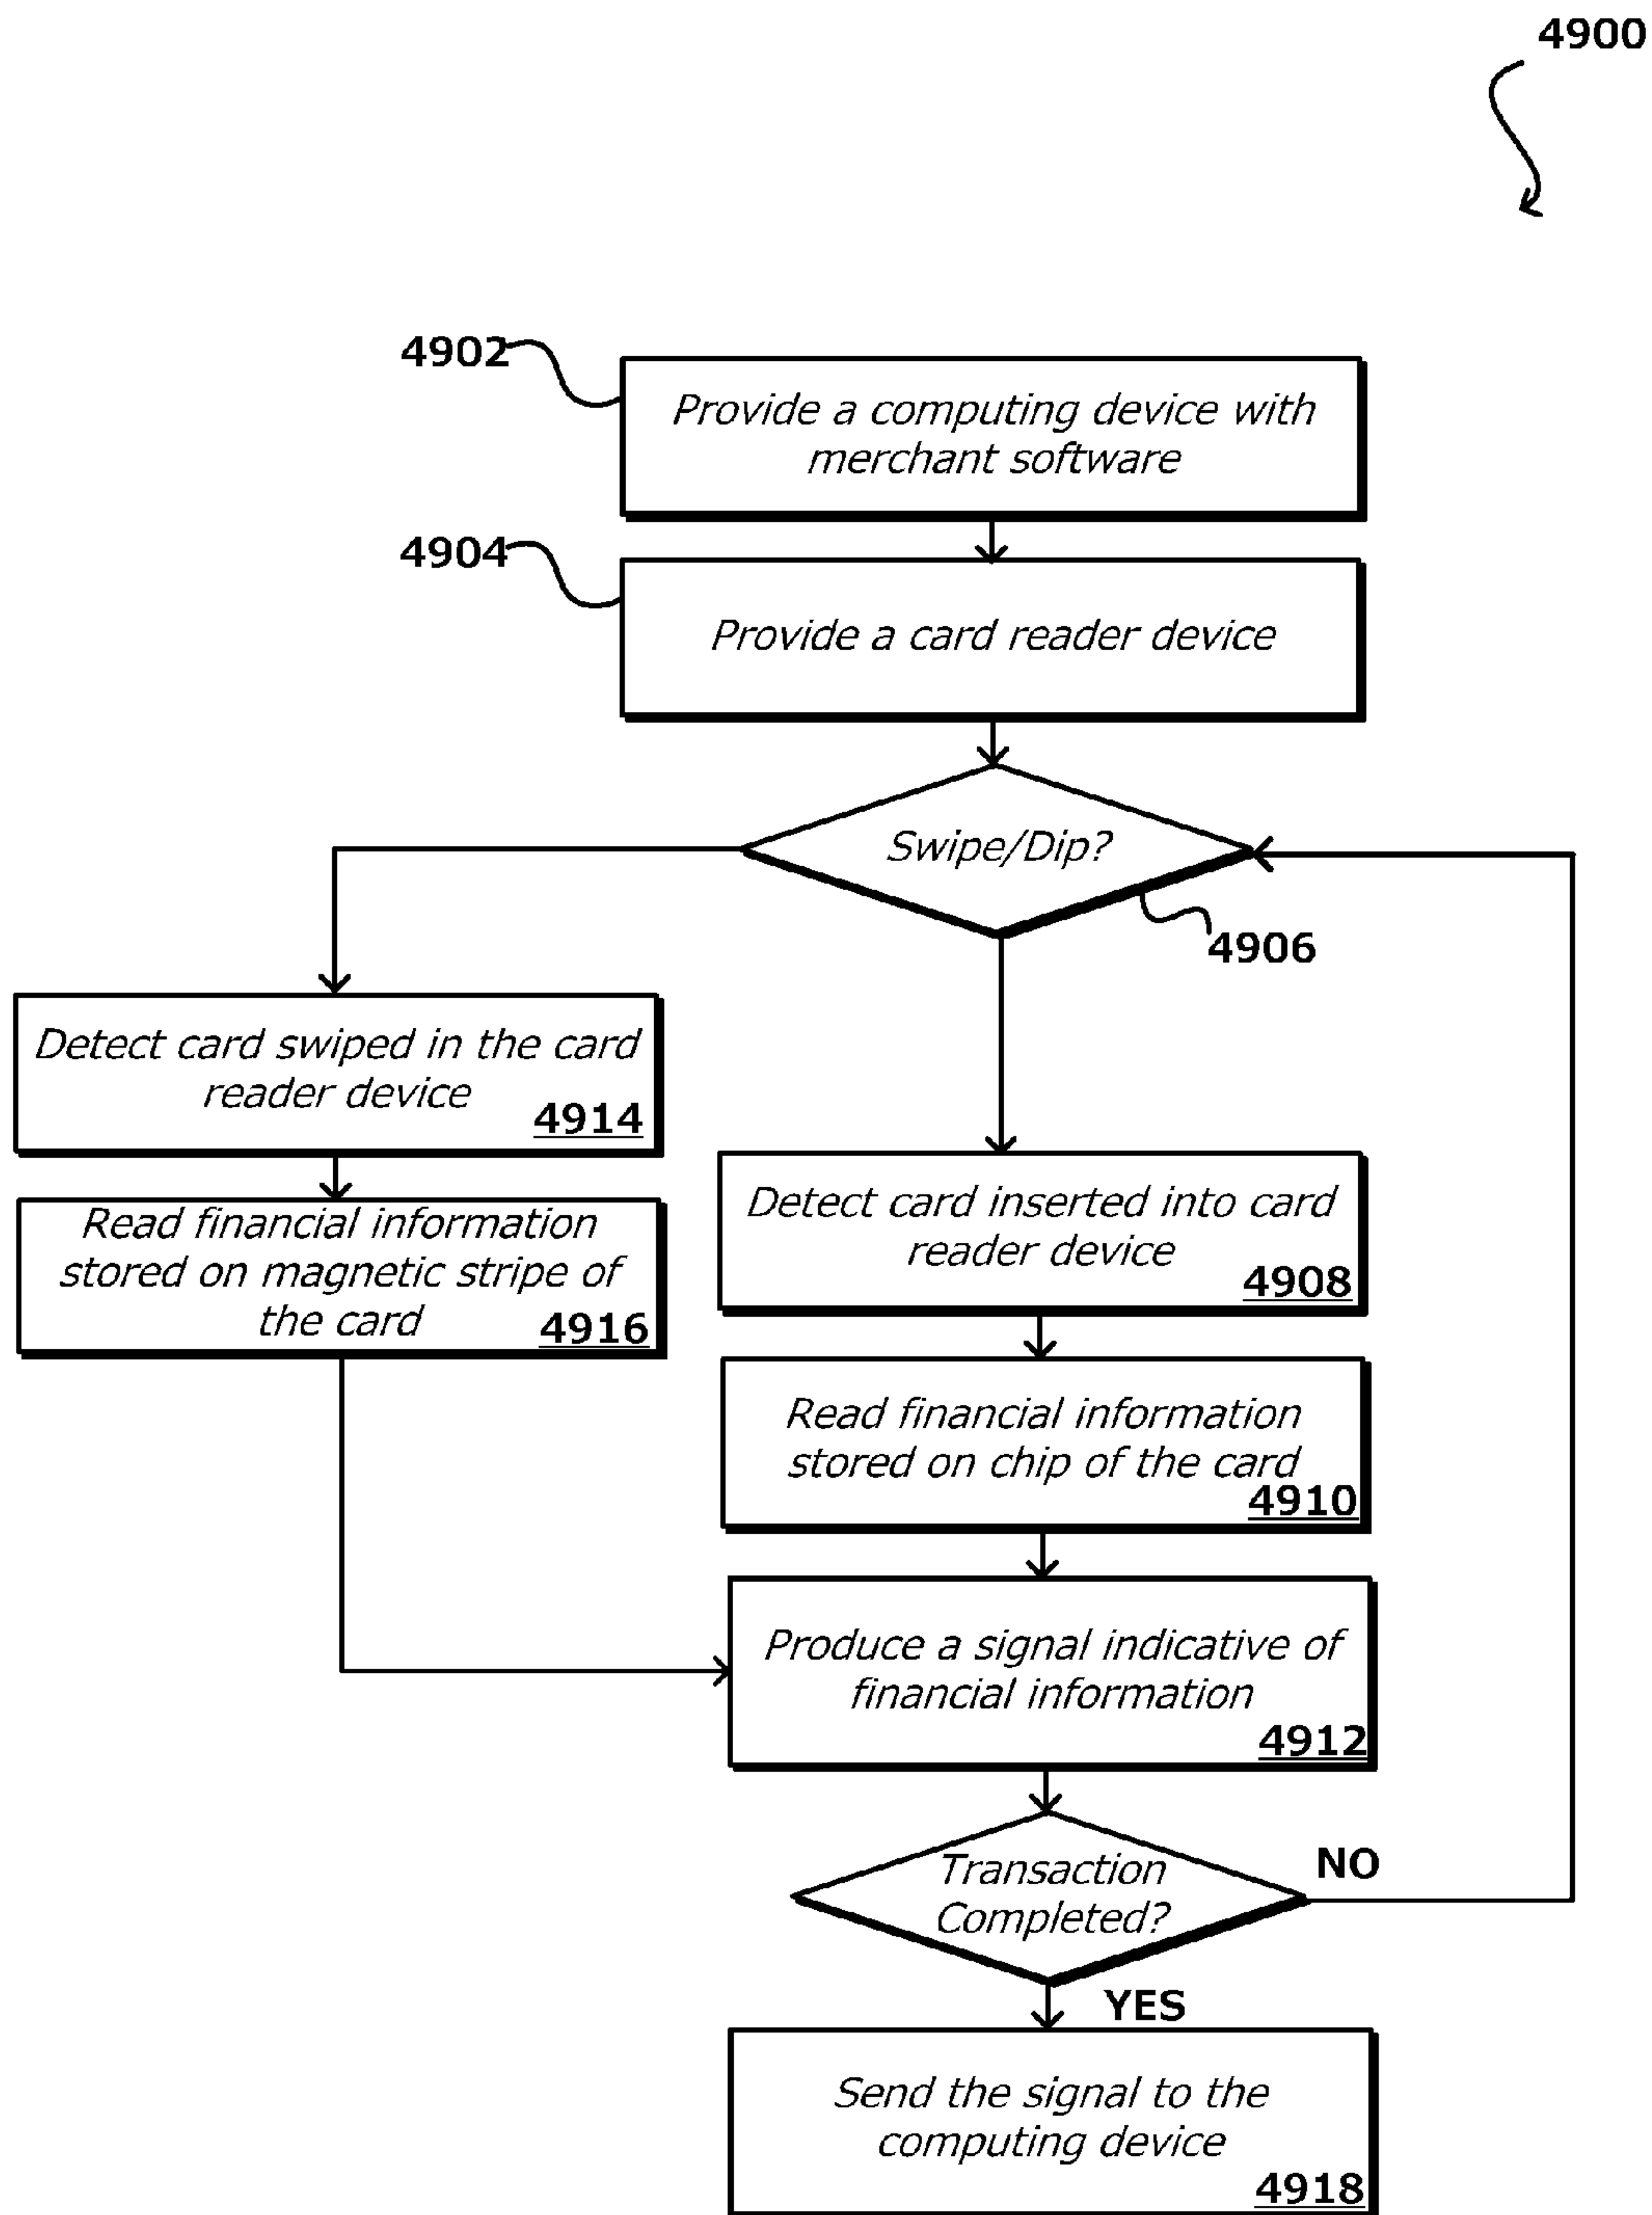 4900
4902
Provide a computing device with
merchant software
4904
Provide a card reader device
Swipe/Dip?
4906
Detect card swiped in the card
reader device
4914
Read financial information
stored on magnetic stripe of
the card
4916
Detect card inserted into card
reader device
4908
Read financial information
stored on chip of the card
4910
Produce a signal indicative of
financial information
4912
Transaction
Completed?
NO
YES
Send the signal to the
computing device
4918